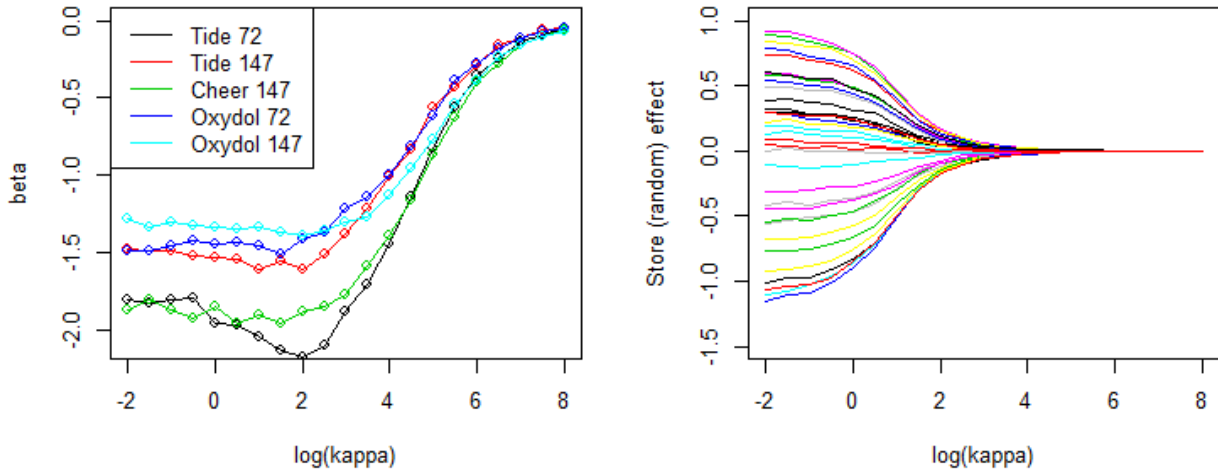 Tide 72
Tide 147
Cheer 147
Oxydol 72
Oxydol 147
beta
0.0
-0.5
-1.0
-1.5
-2.0
-2 0 2 4 6 8
log(kappa)
Store (random) effect
1.0
0.5
0.0
-0.5
-1.0
-1.5
-2 0 2 4 6 8
log(kappa)